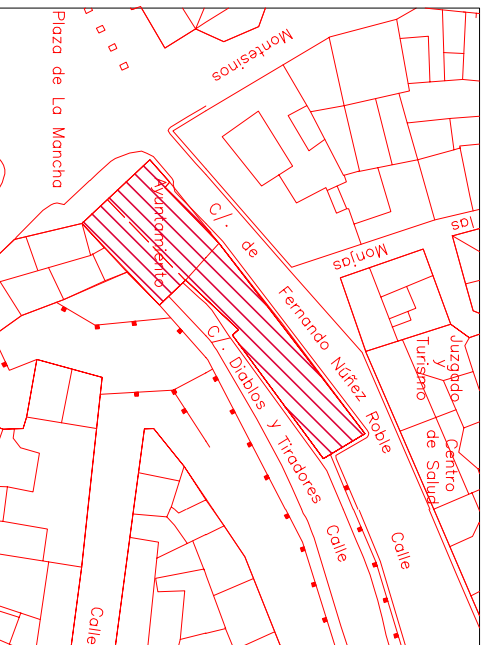 Plaza de La Mancha
Montesinos
Ayuntamiento
C/. de Fernando Núñez Roble
C/. Diablos y Tiradores
las
Monjas
Juzgado
y
Turismo
Centro
de Salud
Calle
Calle
Calle